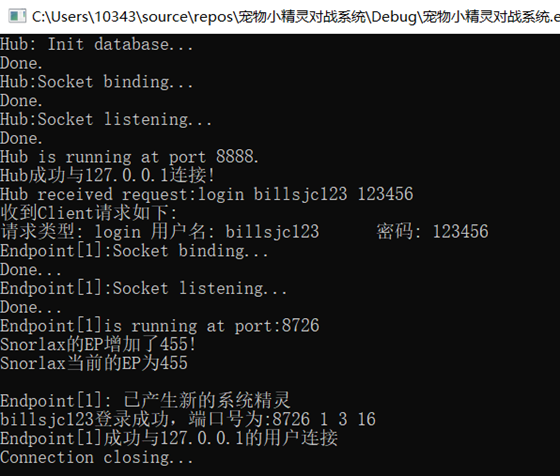 C:\Users\10343\source\repos\宠物小精灵对战系统\Debug\宠物小精灵对战系统.e
Hub: Init database...
Done.
Hub:Socket binding...
Done.
Hub:Socket listening...
Done.
Hub is running at port 8888.
Hub成功与127.0.0.1连接!
Hub received request:login billsjc123 123456
收到Client请求如下:
请求类型: login 用户名: billsjc123 密码: 123456
Endpoint[1]:Socket binding...
Done...
Endpoint[1]:Socket listening...
Done...
Endpoint[1]is running at port:8726
Snorlax的EP增加了455!
Snorlax当前的EP为455
Endpoint[1]: 已产生新的系统精灵
billsjc123登录成功，端口号为:8726 1 3 16
Endpoint[1]成功与127.0.0.1的用户连接
Connection closing...